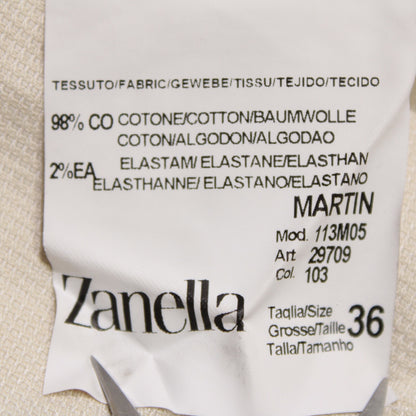 TESSUTO/FABRIC/GEWEBE/TISSU/TEJIDO/TECIDO
98% CO COTONE/COTTON/BAUMWOLLE
COTON/ALGODON/ALGODAO
2%EA ELASTAM/ ELASTANE/ELASTHAN
ELASTHANNE/ ELASTANO/ELASTANO
MARTIN
Mod. 113M05
Art 29709
Col. 103
Zanella
Taglia/Size
Grosse/Taille 36
Talla/Tamanho